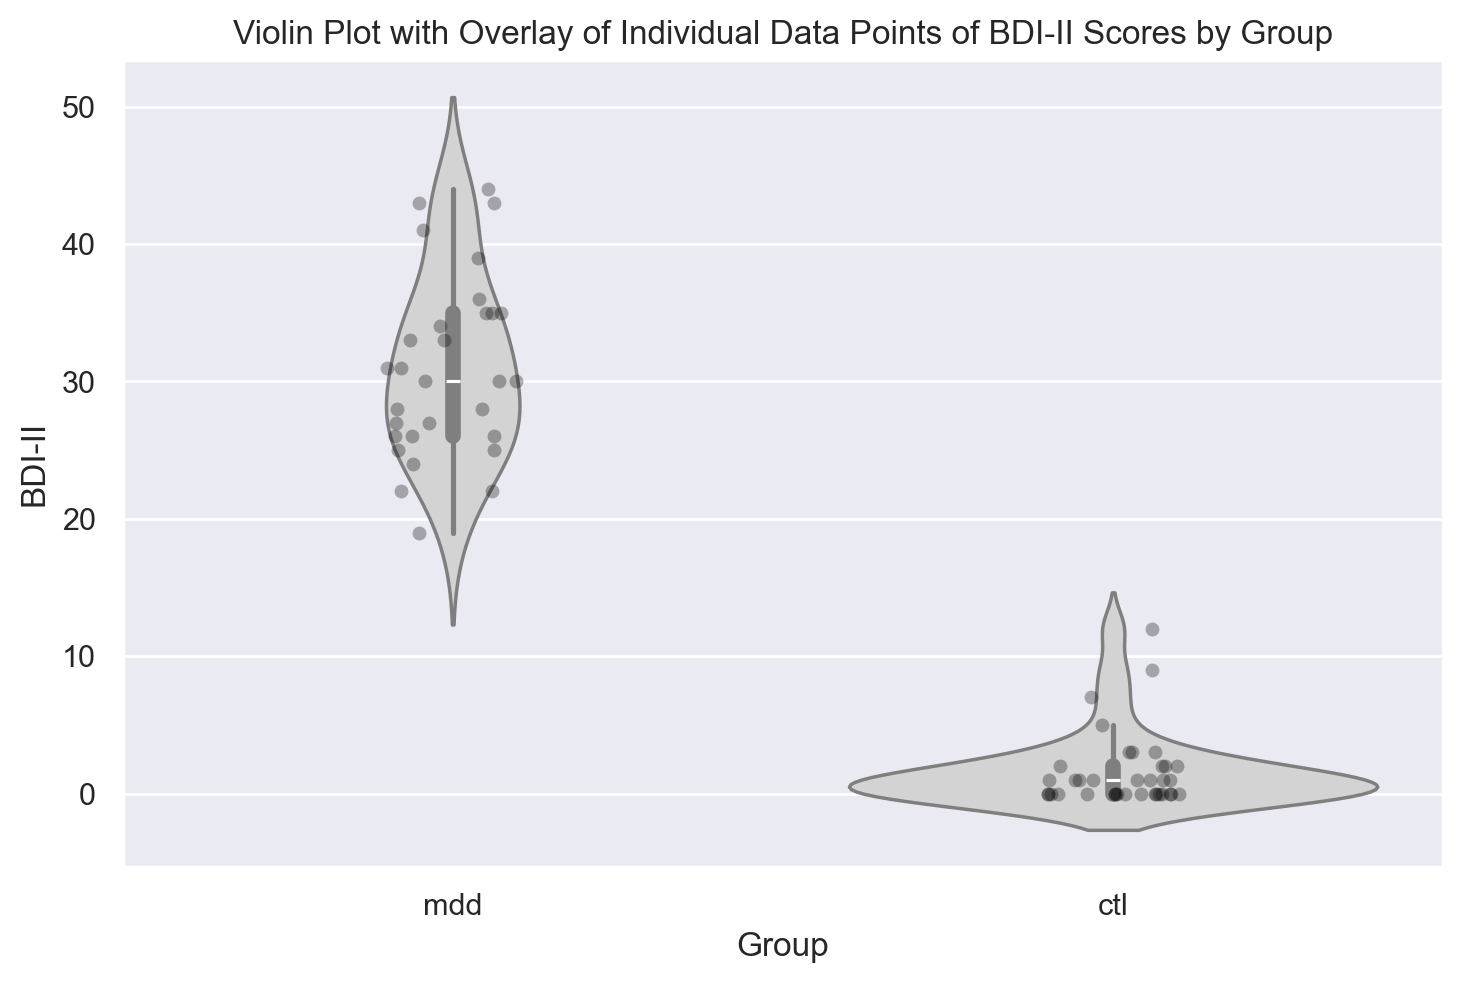 Violin Plot with Overlay of Individual Data Points of BDI-II Scores by Group
50
40
30
20
10
0
BDI-II
mdd
ctl
Group